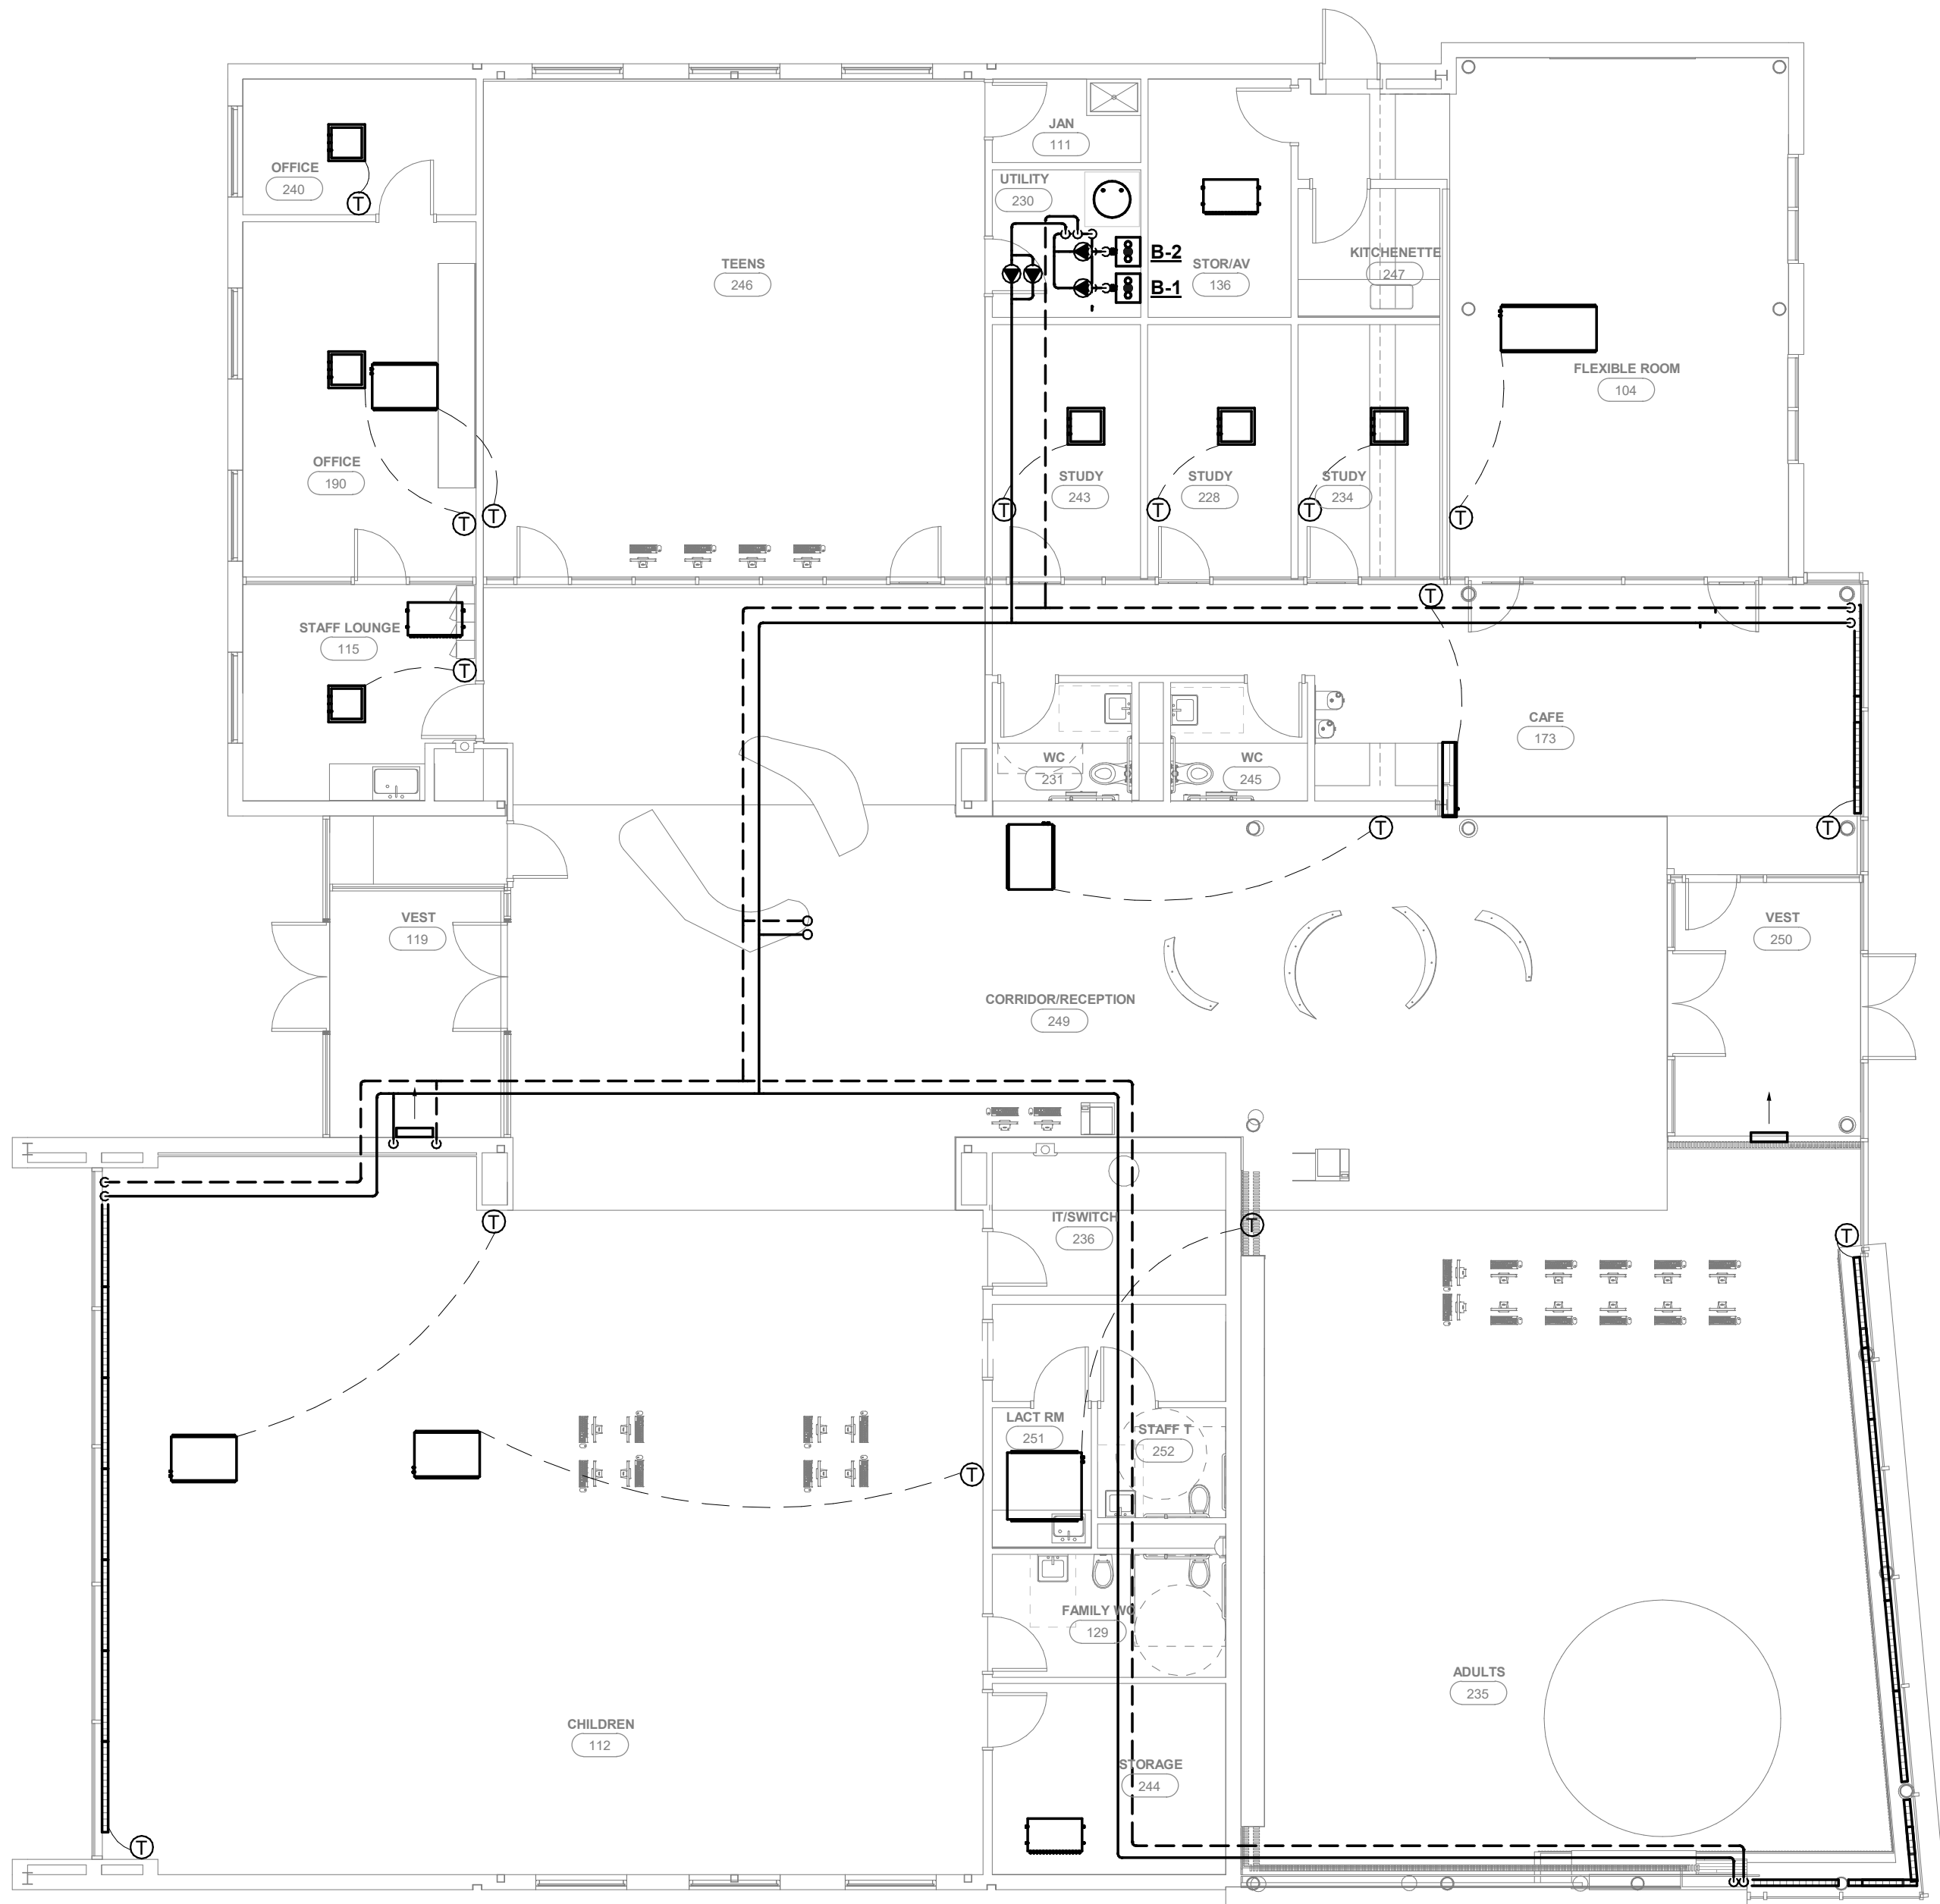 JAN
111
OFFICE
240
T
UTILITY
230
TEENS
246
B-2
STOR/AV
136
KITCHENETTE
247
B-1
FLEXIBLE ROOM
104
OFFICE
190
STUDY
243
STUDY
228
STUDY
234
T
T
T
T
T
T
T
STAFF LOUNGE
115
T
CAFE
173
WC
231
WC
245
T
T
VEST
119
VEST
250
CORRIDOR/RECEPTION
249
T
IT/SWITCH
236
T
T
LACT RM
251
STAFF T
252
T
FAMILY WC
129
ADULTS
235
CHILDREN
112
STORAGE
244
T